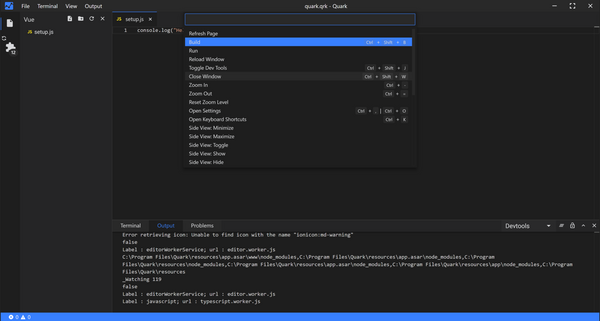 File Terminal View Output
quark.qrk - Quark
Vue
setup.js
setup.js
1 console.log("He
Refresh Page
Build Ctrl + Shift + B
Run
Reload Window
Toggle Dev Tools Ctrl + Shift + I
Close Window Ctrl + Shift + W
Zoom In Ctrl + -
Zoom Out Ctrl + =
Reset Zoom Level
Open Settings Ctrl + , | Ctrl + O
Open Keyboard Shortcuts Ctrl + K
Side View: Minimize
Side View: Maximize
Side View: Toggle
Side View: Show
Side View: Hide
12
Terminal Output Problems
Devtools
Error retrieving icon: Unable to find icon with the name "ionicon:md-warning"
false
Label : editorWorkerService; url : editor.worker.js
C:\Program Files\Quark\resources\app.asar\www\node_modules,C:\Program Files\Quark\resources\app.asar\node_modules,C:\Program
Files\Quark\resources\node_modules,C:\Program Files\Quark\resources\app.asar\node_modules,C:\Program Files\Quark\resources\app\node_modules,C:\Program
Files\Quark\resources
_Watching 119
false
Label : editorWorkerService; url : editor.worker.js
Label : javascript; url : typescript.worker.js
0 0